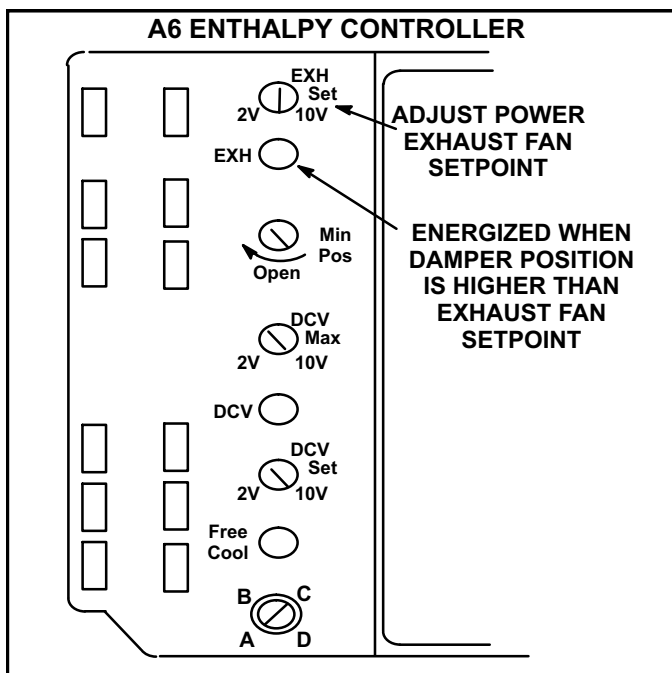 A6 ENTHALPY CONTROLLER
EXH
Set
2V 10V
ADJUST POWER
EXHAUST FAN
SETPOINT
EXH
Min
Pos
Open
ENERGIZED WHEN
DAMPER POSITION
IS HIGHER THAN
EXHAUST FAN
SETPOINT
DCV
Max
2V 10V
DCV
DCV
Set
2V 10V
Free
Cool
B C
A D